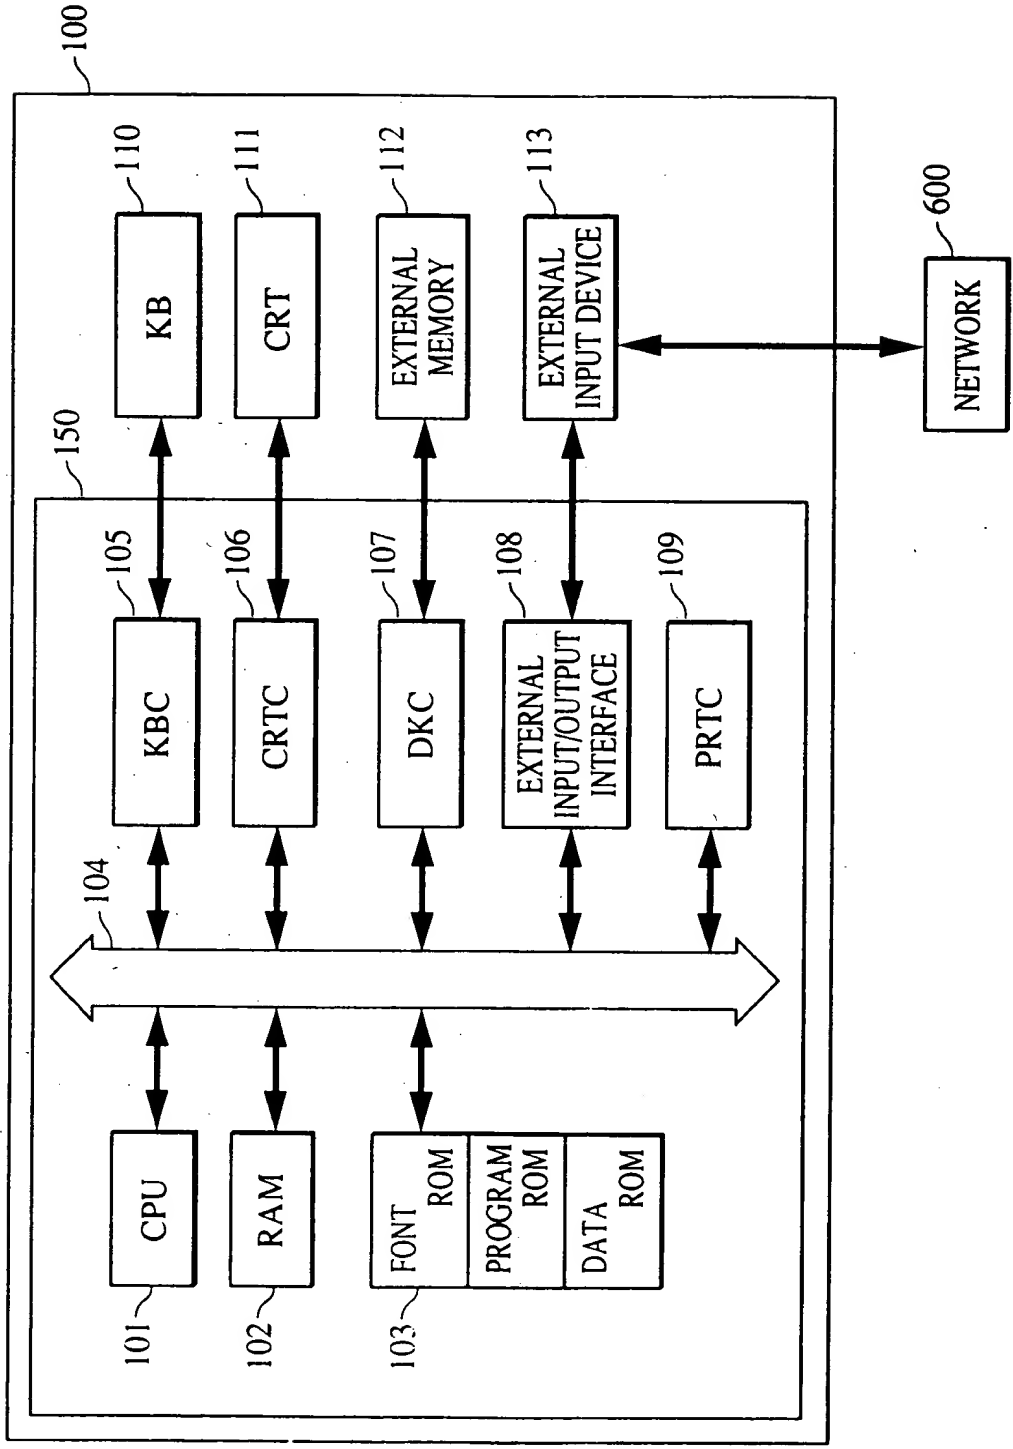 100
150
110
KB
111
CRT
112
EXTERNAL
MEMORY
113
EXTERNAL
INPUT DEVICE
600
NETWORK
105
KBC
106
CRTC
107
DKC
108
EXTERNAL
INPUT/OUTPUT
INTERFACE
109
PRTC
104
101
CPU
102
RAM
103
FONT
ROM
PROGRAM
ROM
DATA
ROM